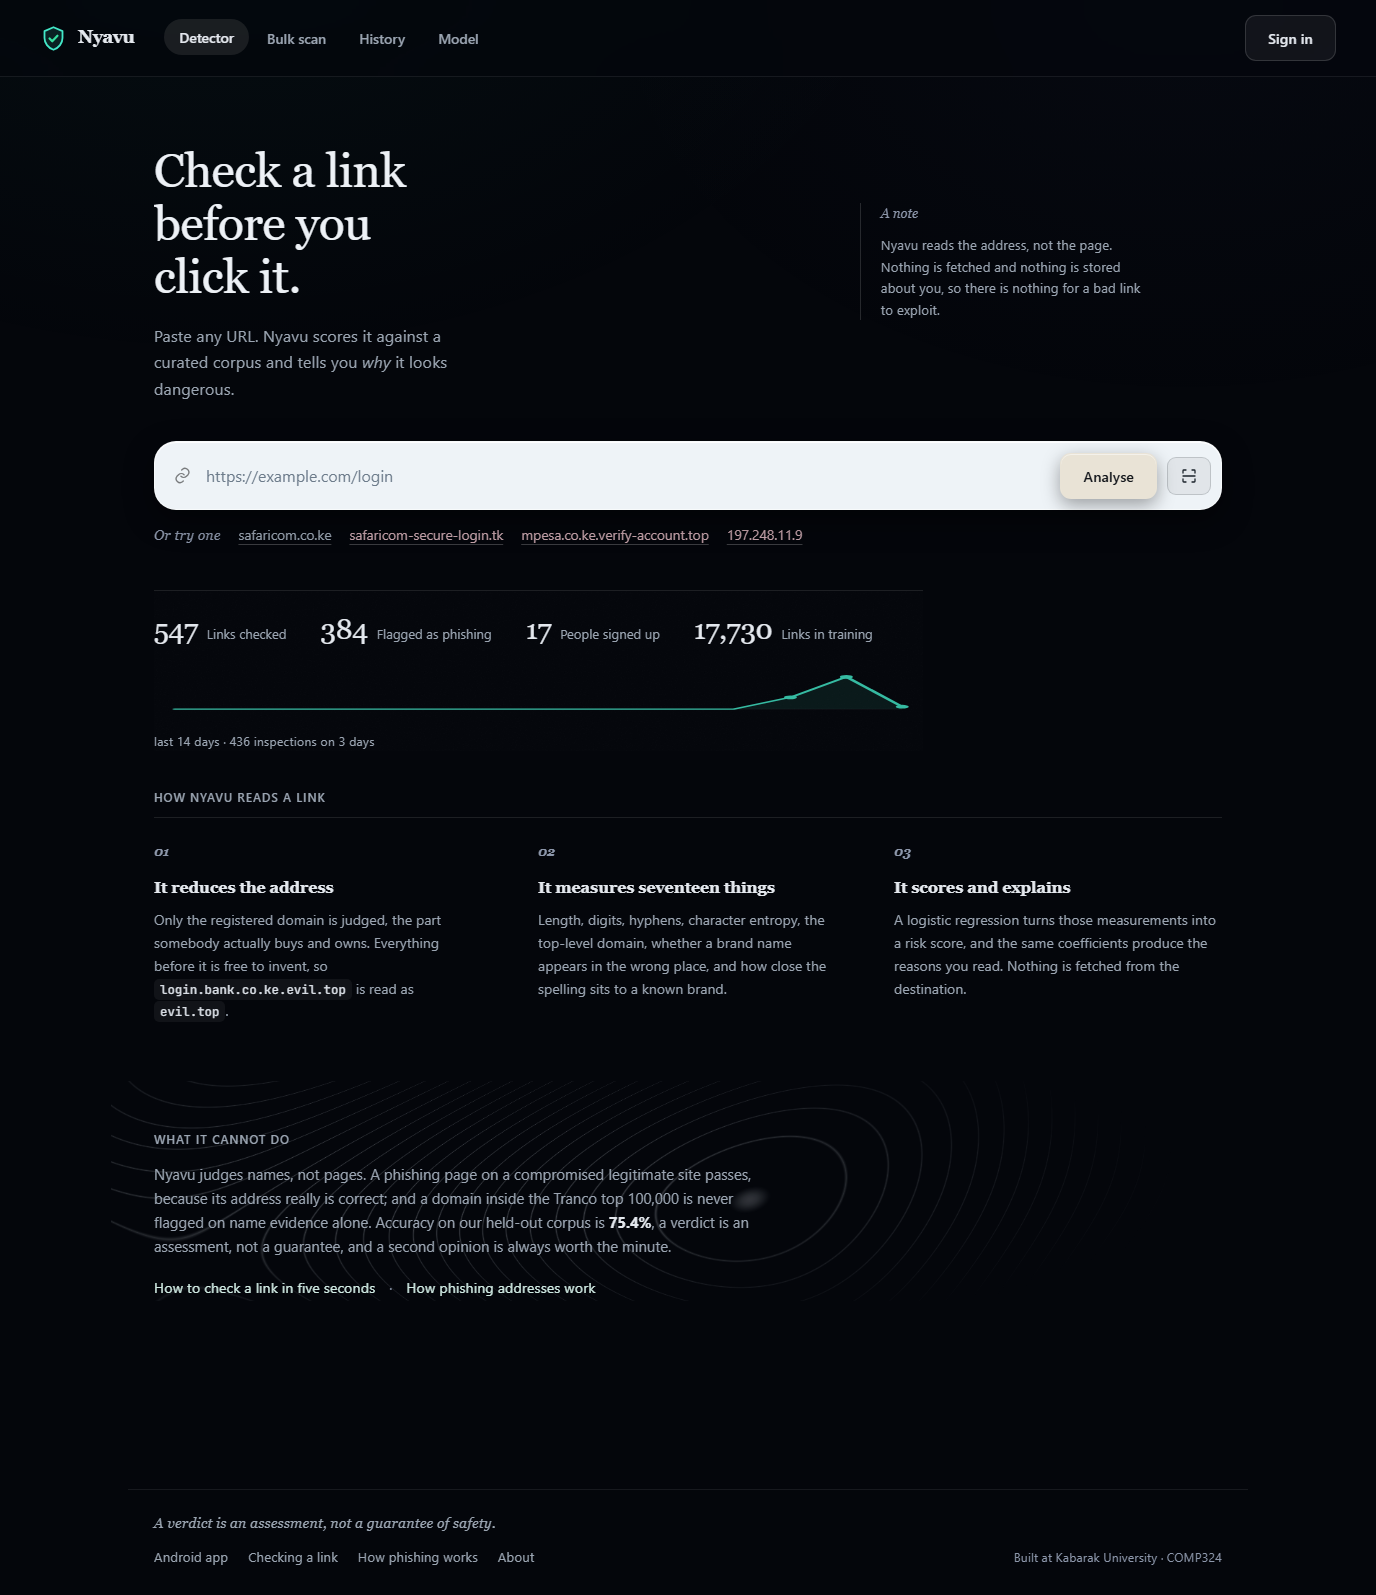 Nyavu
Detector
Bulk scan
History
Model
Sign in
Check a link
before you
click it.
Paste any URL. Nyavu scores it against a
curated corpus and tells you why it looks
dangerous.
A note
Nyavu reads the address, not the page.
Nothing is fetched and nothing is stored
about you, so there is nothing for a bad link
to exploit.
https://example.com/login
Analyse
Or try one safaricom.co.ke safaricom-secure-login.tk mpesa.co.ke.verify-account.top 197.248.11.9
547 Links checked 384 Flagged as phishing 17 People signed up 17,730 Links in training
last 14 days · 436 inspections on 3 days
HOW NYAVU READS A LINK
01
It reduces the address
Only the registered domain is judged, the part
somebody actually buys and owns. Everything
before it is free to invent, so
login.bank.co.ke.evil.top is read as
evil.top.
02
It measures seventeen things
Length, digits, hyphens, character entropy, the
top-level domain, whether a brand name
appears in the wrong place, and how close the
spelling sits to a known brand.
03
It scores and explains
A logistic regression turns those measurements into
a risk score, and the same coefficients produce the
reasons you read. Nothing is fetched from the
destination.
WHAT IT CANNOT DO
Nyavu judges names, not pages. A phishing page on a compromised legitimate site passes,
because its address really is correct; and a domain inside the Tranco top 100,000 is never
flagged on name evidence alone. Accuracy on our held-out corpus is 75.4%, a verdict is an
assessment, not a guarantee, and a second opinion is always worth the minute.
How to check a link in five seconds · How phishing addresses work
A verdict is an assessment, not a guarantee of safety.
Android app Checking a link How phishing works About
Built at Kabarak University · COMP324